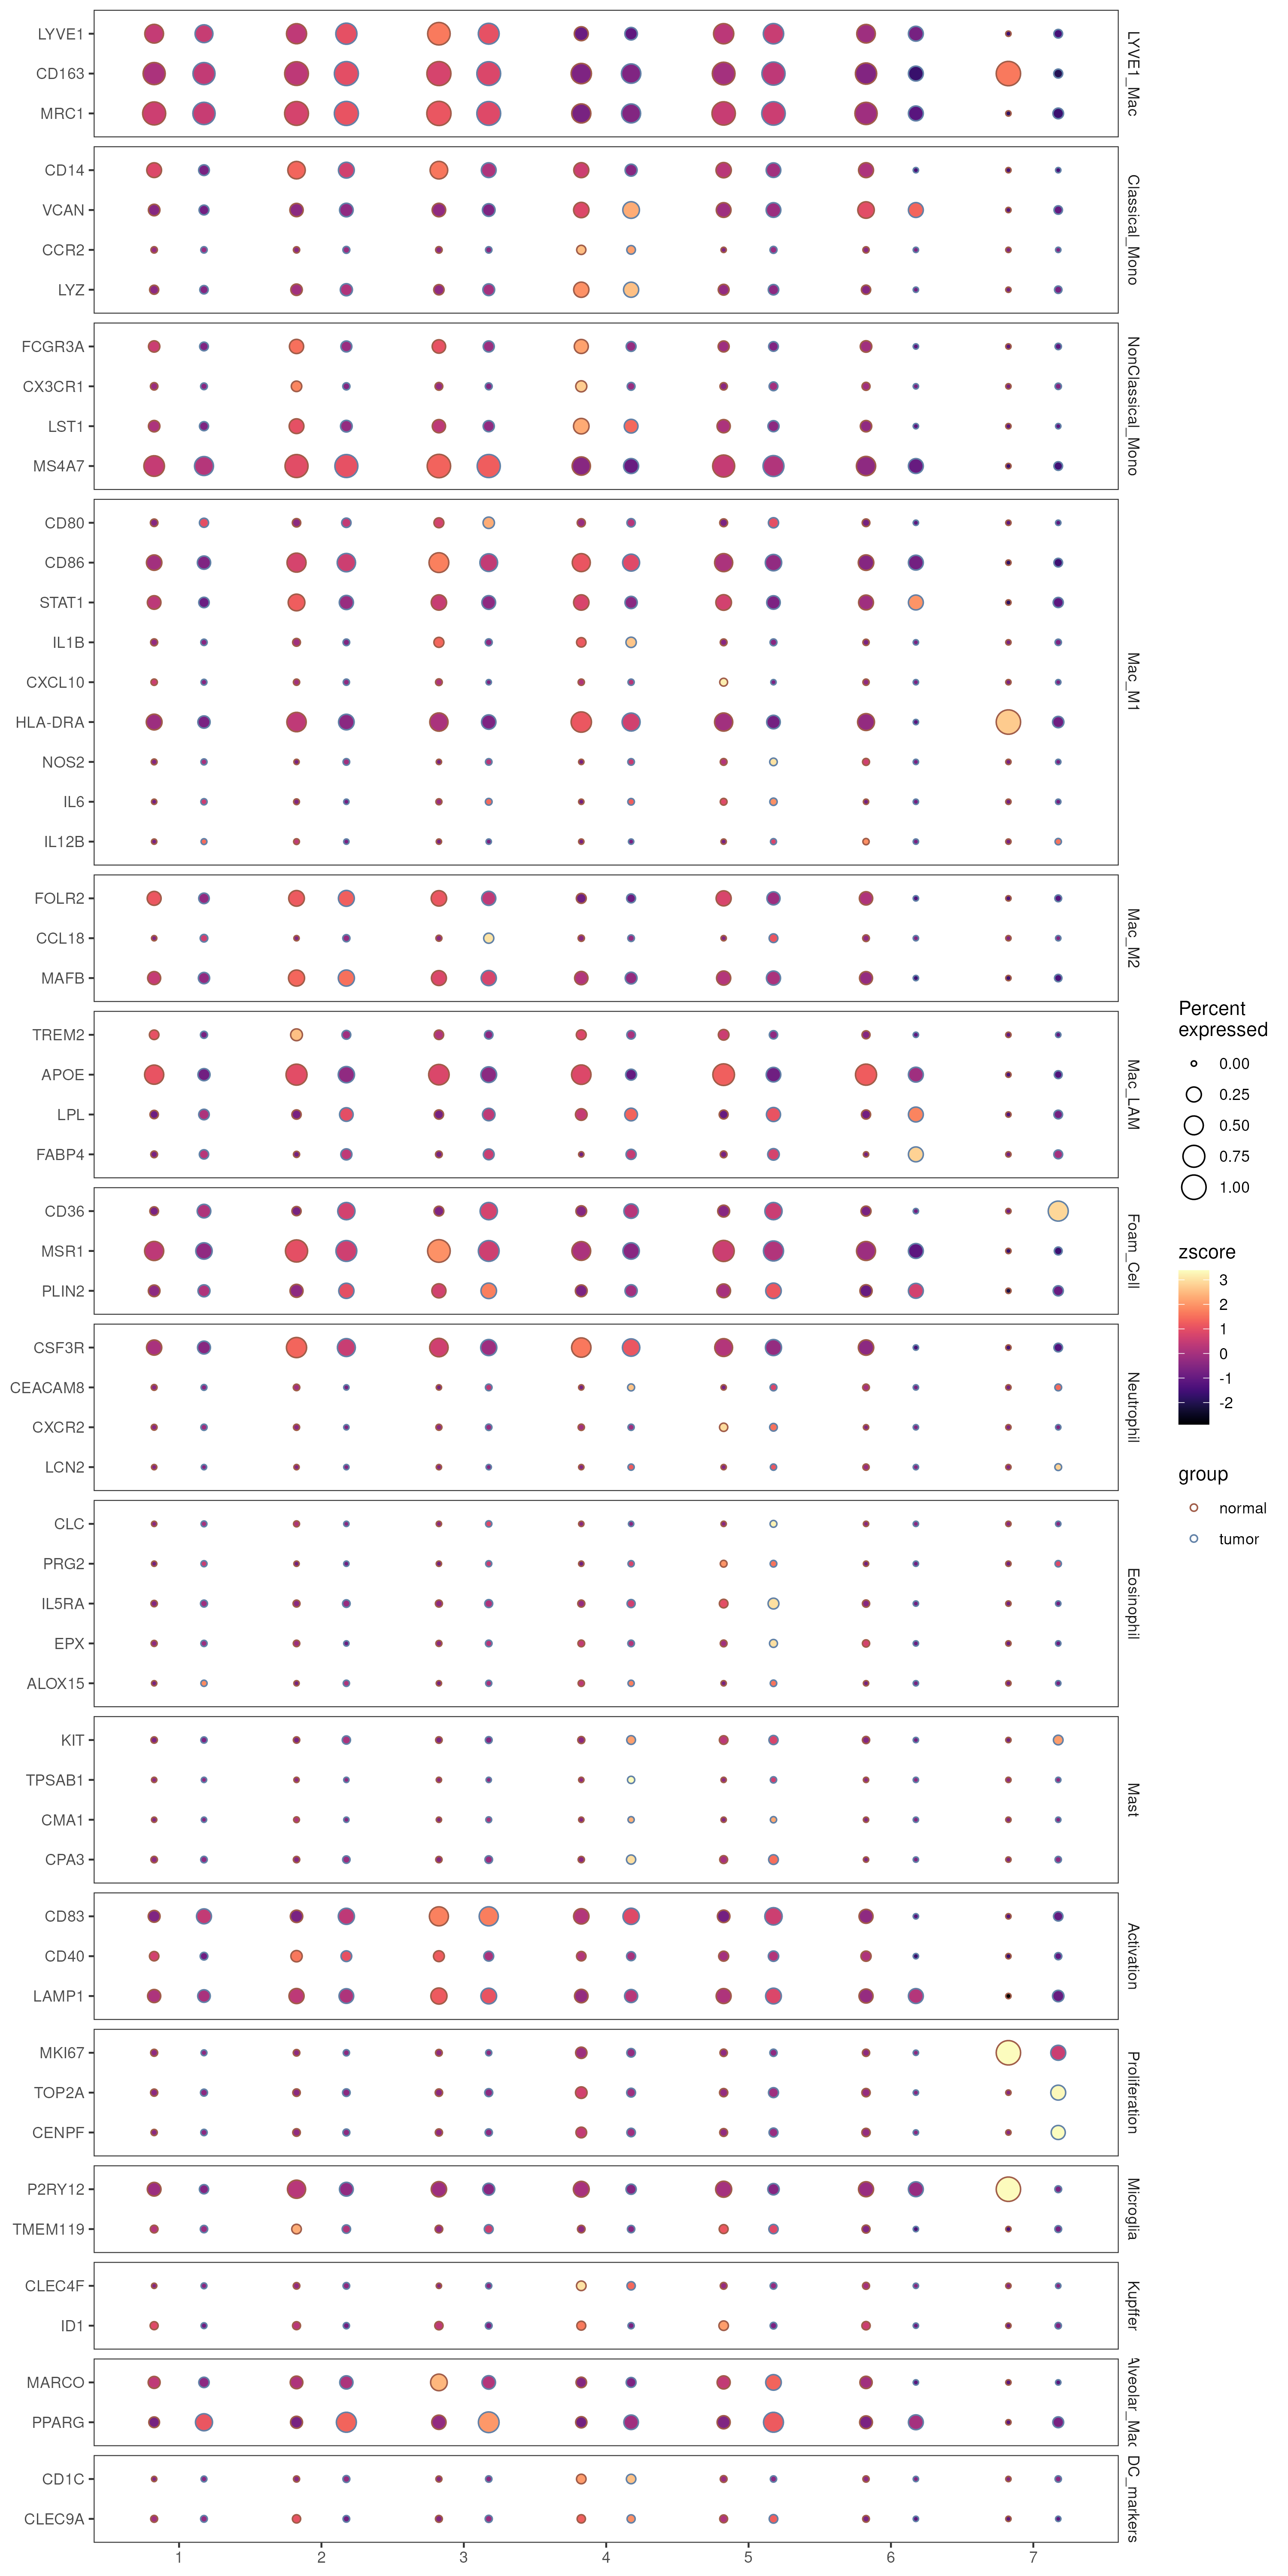 LYVE1
CD163
MRC1
LYVE1_Mac
CD14
VCAN
CCR2
LYZ
Classical_Mono
FCGR3A
CX3CR1
LST1
MS4A7
NonClassical_Mono
CD80
CD86
STAT1
IL1B
CXCL10
HLA-DRA
NOS2
IL6
IL12B
Mac_M1
FOLR2
CCL18
MAFB
Mac_M2
TREM2
APOE
LPL
FABP4
Mac_LAM
CD36
MSR1
PLIN2
Foam_Cell
CSF3R
CEACAM8
CXCR2
LCN2
Neutrophil
CLC
PRG2
IL5RA
EPX
ALOX15
Eosinophil
KIT
TPSAB1
CMA1
CPA3
Mast
CD83
CD40
LAMP1
Activation
MKI67
TOP2A
CENPF
Proliferation
P2RY12
TMEM119
Microglia
CLEC4F
ID1
Kupffer
MARCO
PPARG
Alveolar_Mac
CD1C
CLEC9A
DC_markers
1 2 3 4 5 6 7
Percent
expressed
0.00
0.25
0.50
0.75
1.00
zscore
3
2
1
0
-1
-2
group
normal
tumor